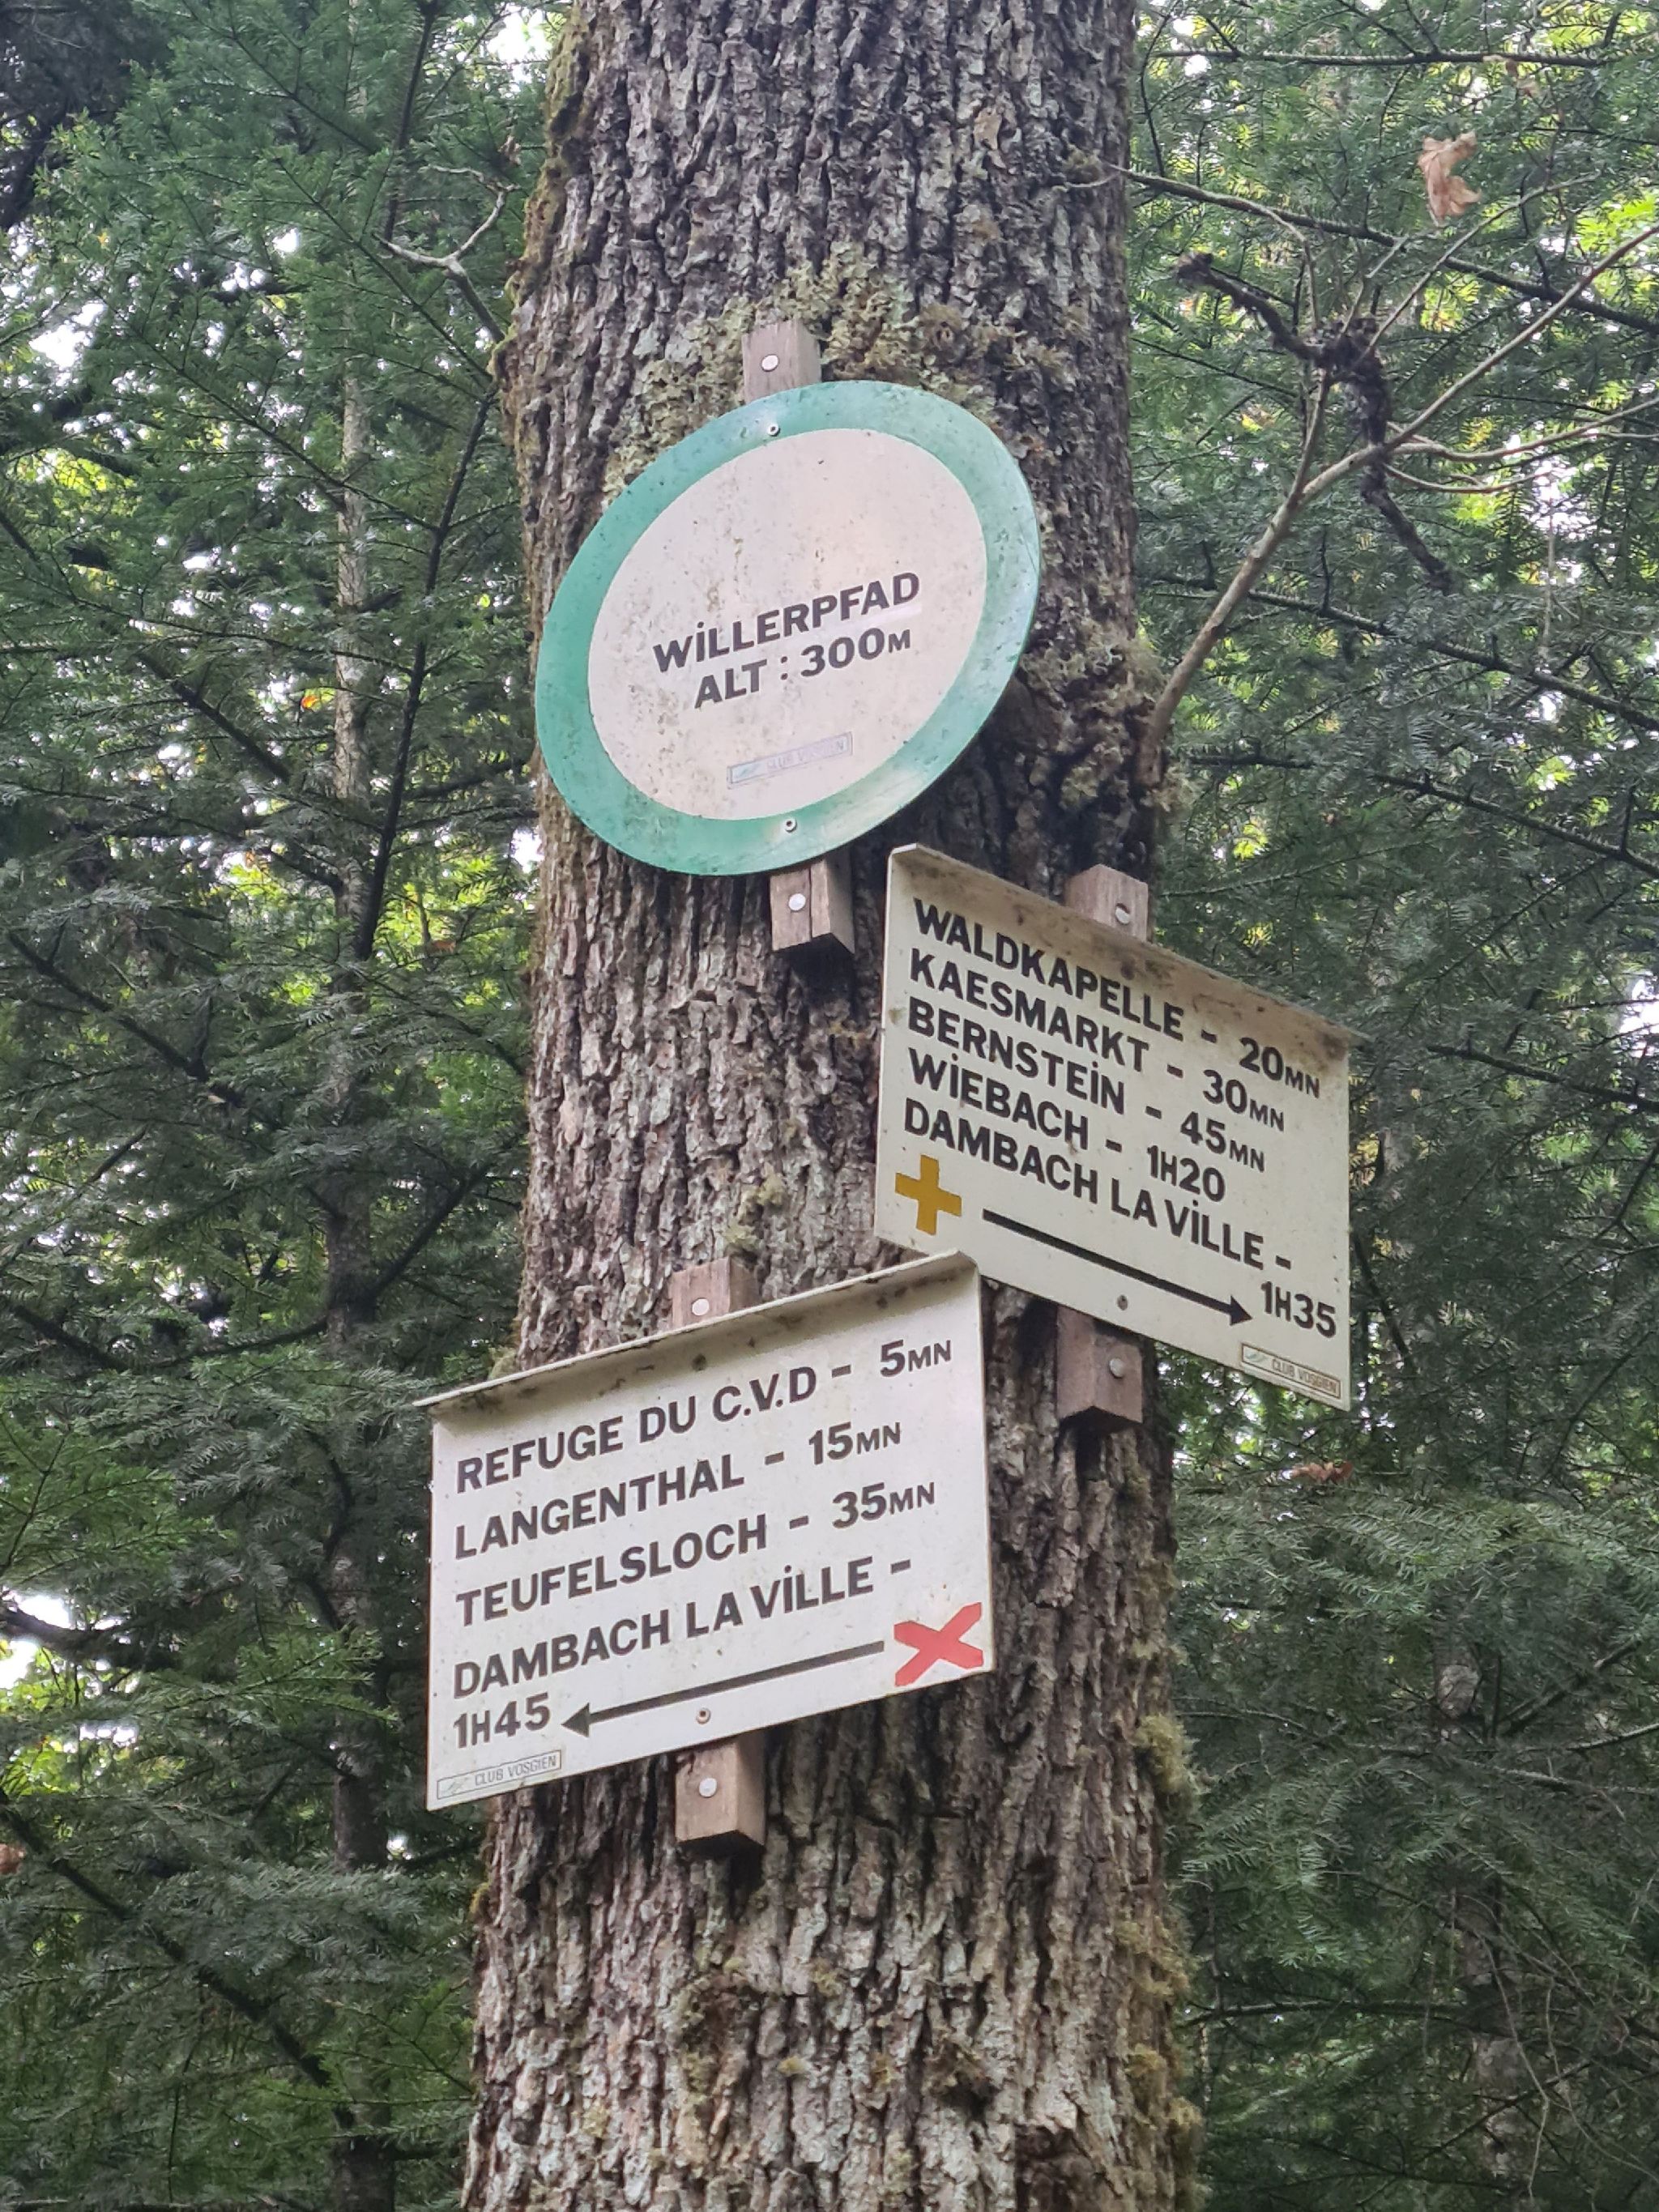 WiLLERPFAD
ALT : 300M
CLUB VOSGIEN
WALDKAPELLE - 20MN
KAESMARKT - 30MN
BERNSTEiN - 45MN
WiEBACH - 1H20
DAMBACH LA ViLLE -
1H35
CLUB VOSGIEN
REFUGE DU C.V.D - 5MN
LANGENTHAL - 15MN
TEUFELSLOCH - 35MN
DAMBACH LA ViLLE -
1H45
CLUB VOSGIEN